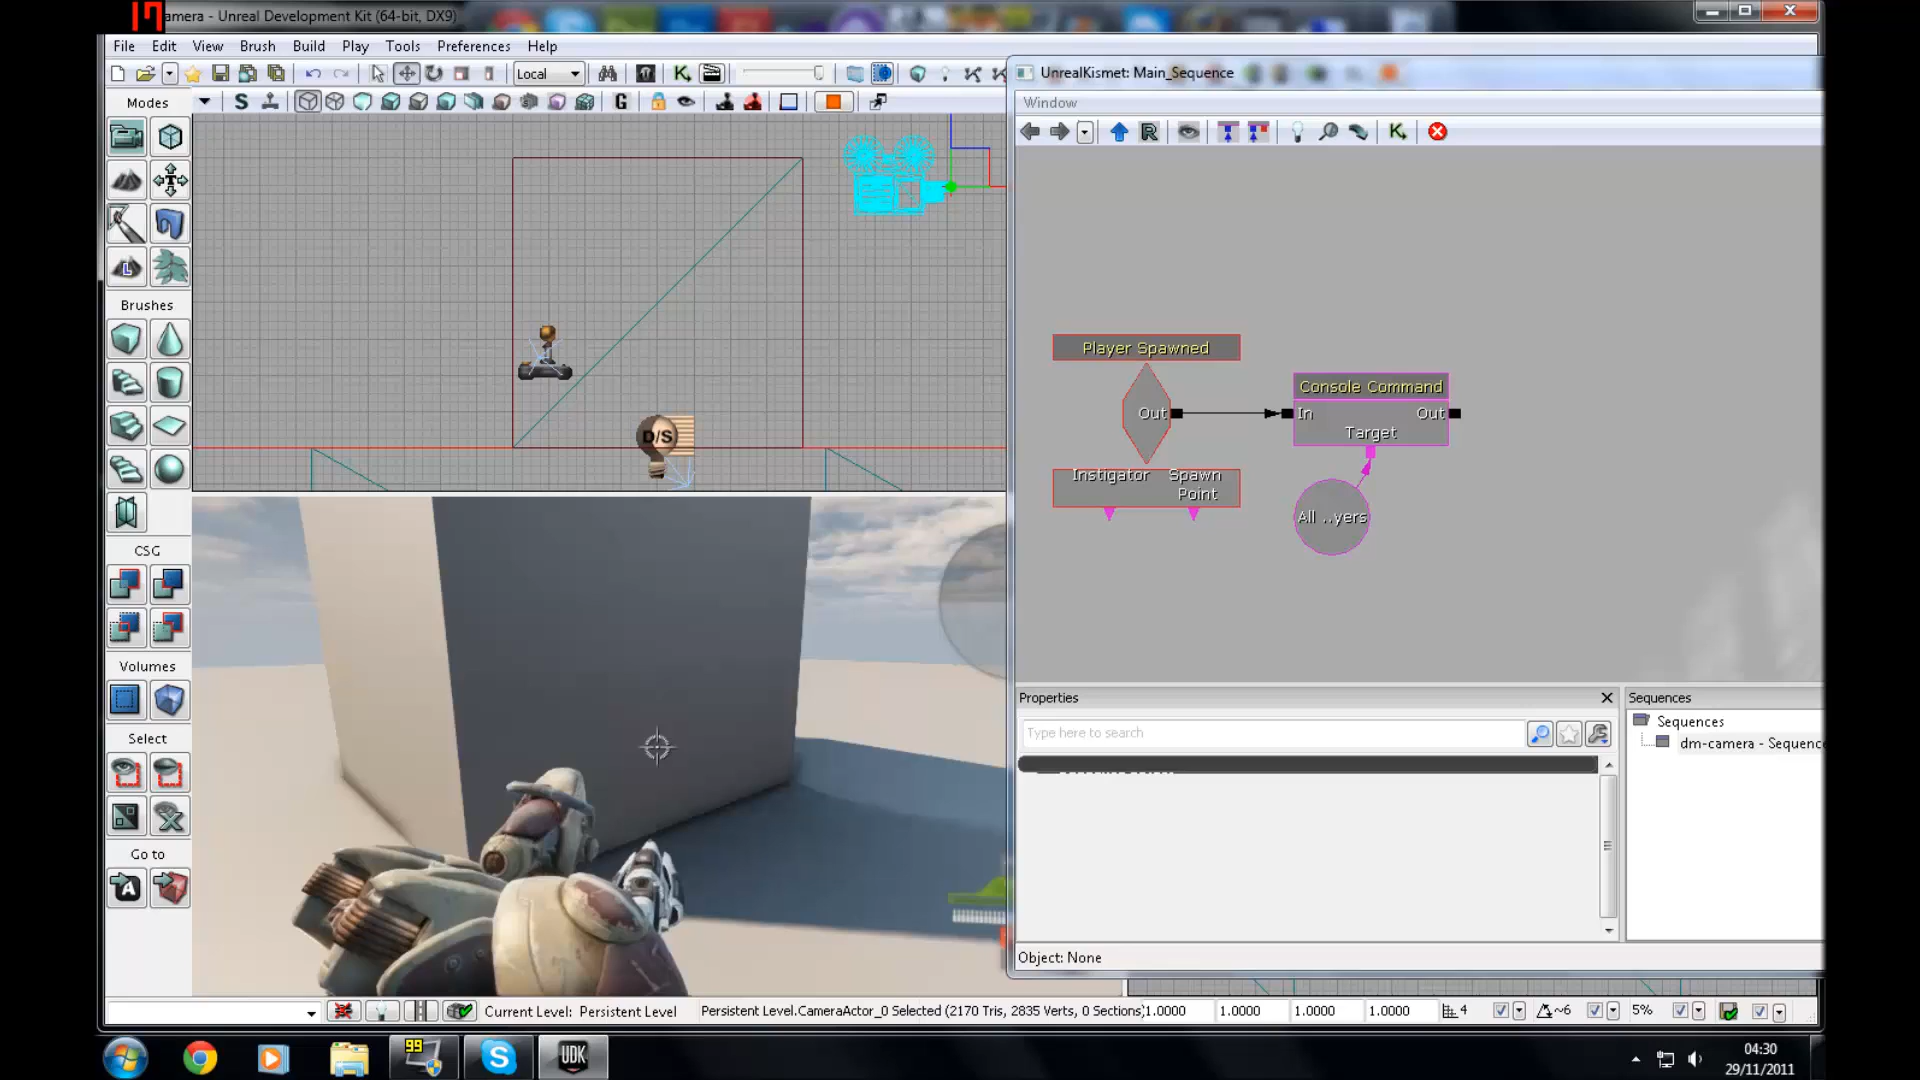 17
amera - Unreal Development Kit (64-bit, DX9)
File Edit View Brush Build Play Tools Preferences Help
Local
UnrealKismet: Main_Sequence
Window
Modes
S
G
R
Player Spawned
Out
Instigator Spawn
Point
Console Command
In Out
Target
All ..yers
D/S
Brushes
CSG
Volumes
Select
Go to
Properties
Type here to search
Sequences
Sequences
dm-camera - Sequence
Object: None
Current Level: Persistent Level
Persistent Level.CameraActor_0 Selected (2170 Tris, 2835 Verts, 0 Sections
1.0000 1.0000 1.0000 1.0000 4 ~6 5%
99
UDK
04:30
29/11/2011